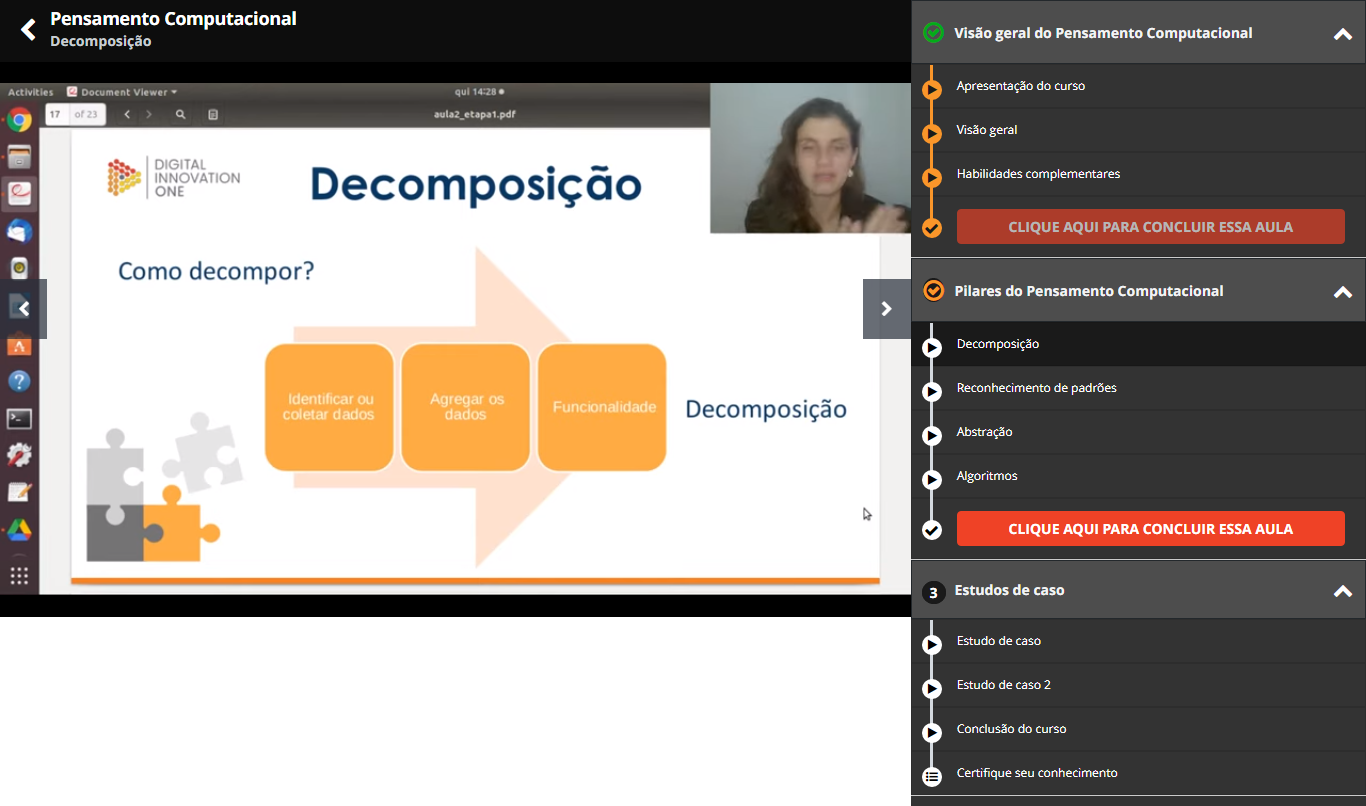 Pensamento Computacional
Decomposição
Activities Document Viewer qui 14:28
17 of 23 aula2_etapa1.pdf
DIGITAL
INNOVATION
ONE
Decomposição
Como decompor?
Identificar ou
coletar dados
Agregar os
dados
Funcionalidade
Decomposição
Visão geral do Pensamento Computacional
Apresentação do curso
Visão geral
Habilidades complementares
CLIQUE AQUI PARA CONCLUIR ESSA AULA
Pilares do Pensamento Computacional
Decomposição
Reconhecimento de padrões
Abstração
Algoritmos
CLIQUE AQUI PARA CONCLUIR ESSA AULA
3 Estudos de caso
Estudo de caso
Estudo de caso 2
Conclusão do curso
Certifique seu conhecimento